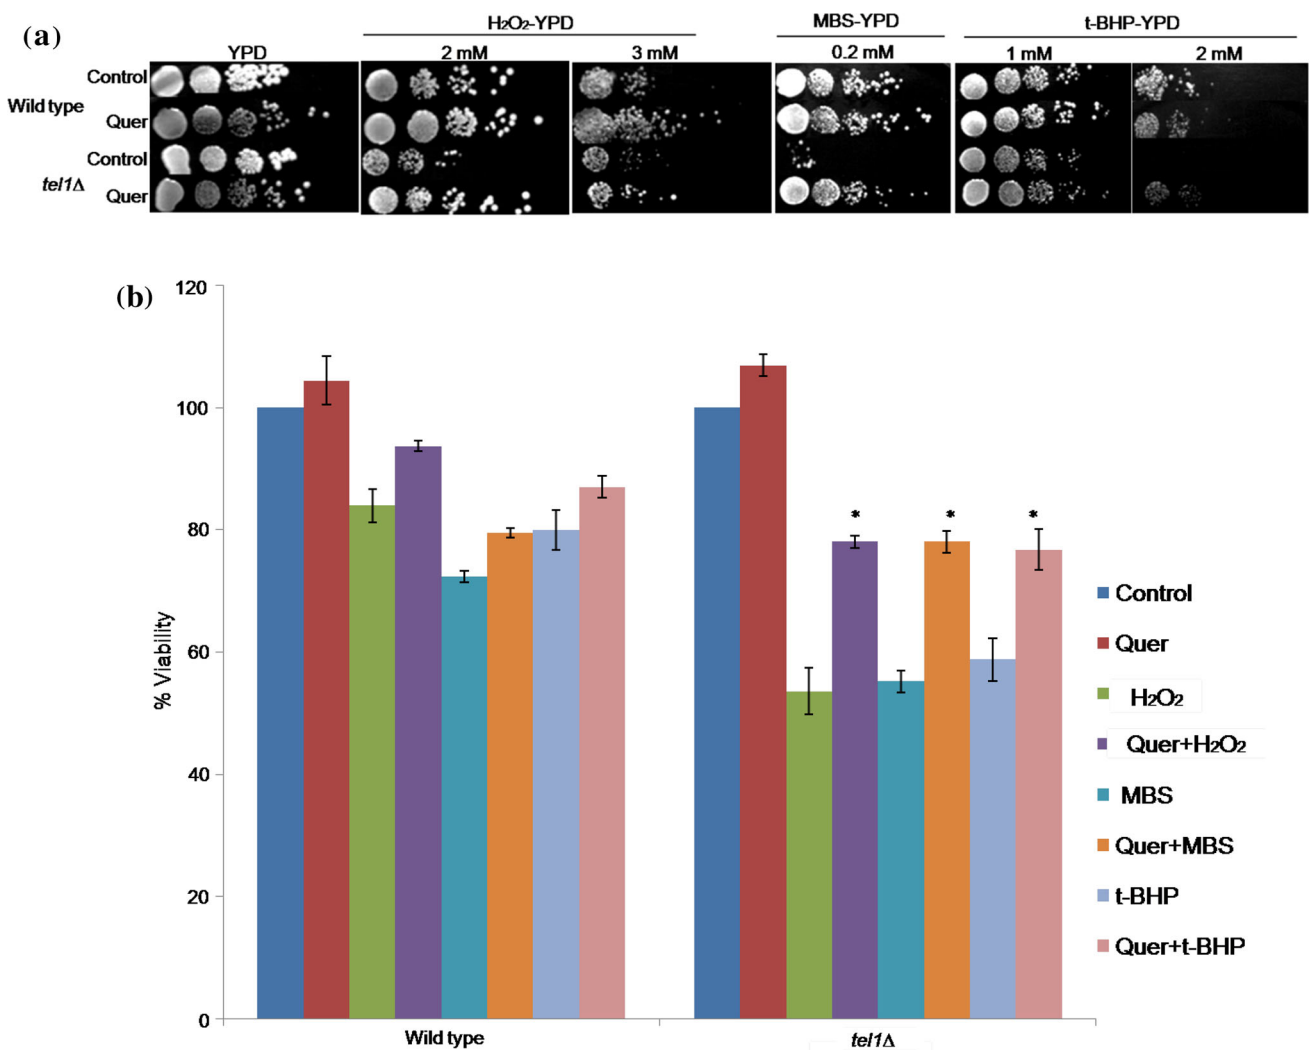 (a)
H₂O₂-YPD
MBS-YPD
t-BHP-YPD
YPD
2 mM
3 mM
0.2 mM
1 mM
2 mM
Wild type
Control
Quer
tel1Δ
Control
Quer
(b)
% Viability
120
100
80
60
40
20
0
*
*
*
Wild type
tel1Δ
Control
Quer
H₂O₂
Quer+H₂O₂
MBS
Quer+MBS
t-BHP
Quer+t-BHP